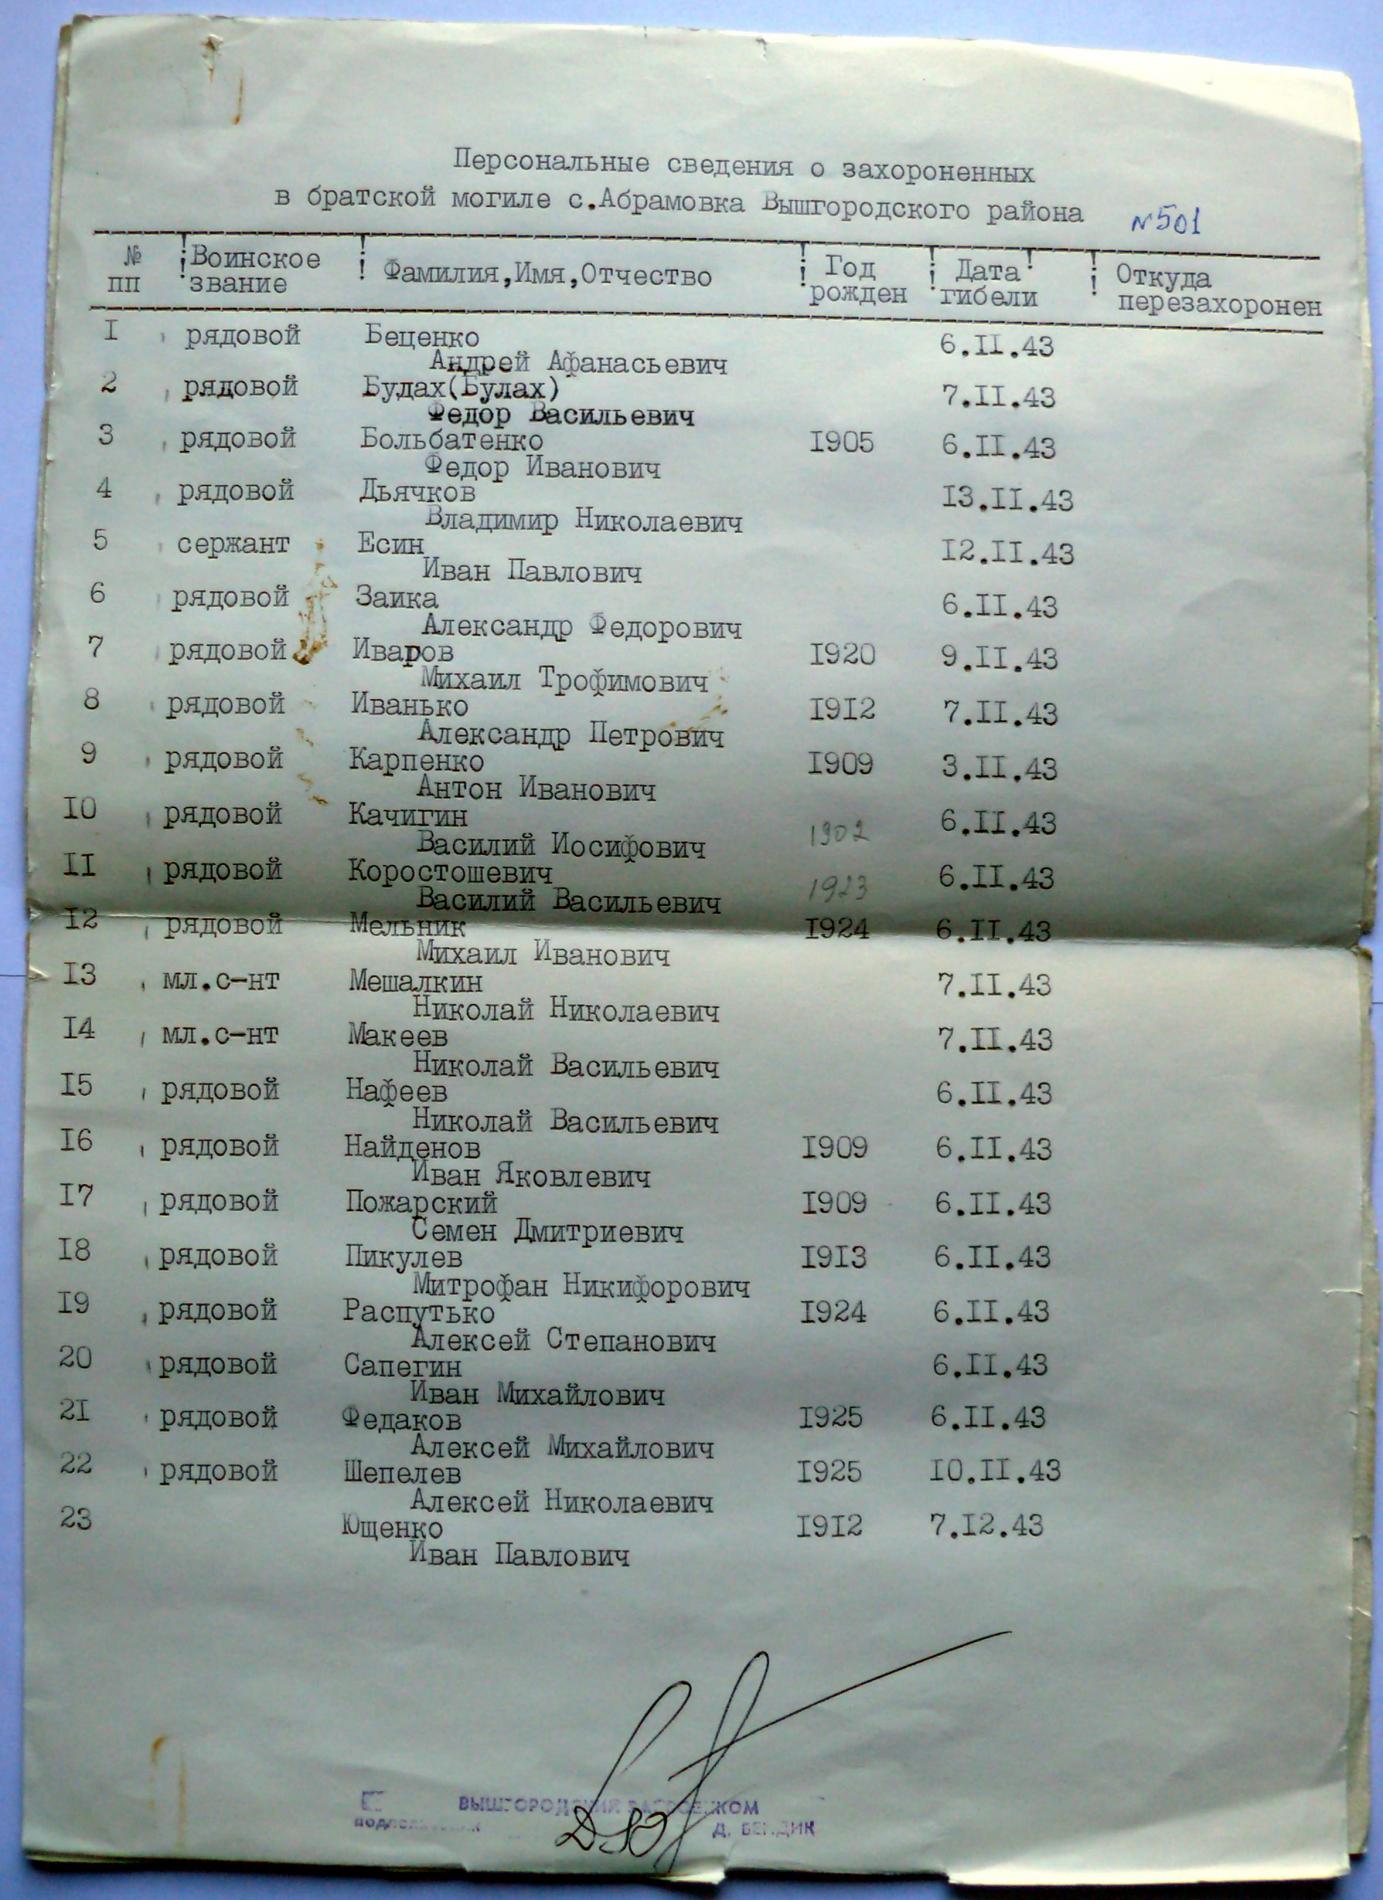 Персональные сведения о захороненных
в братской могиле с.Абрамовка Вышгородского района №501
№ пп ! Воинское звание ! Фамилия,Имя,Отчество ! Год рожден ! Дата гибели ! Откуда перезахоронен
I рядовой Беценко 6.II.43
Андрей Афанасьевич
2 рядовой Будах(Булах) 7.II.43
Федор Васильевич
3 рядовой Больбатенко I905 6.II.43
Федор Иванович
4 рядовой Дьячков I3.II.43
Владимир Николаевич
5 сержант Есин I2.II.43
Иван Павлович
6 рядовой Заика 6.II.43
Александр Федорович
7 рядовой Иваров I920 9.II.43
Михаил Трофимович
8 рядовой Иванько I9I2 7.II.43
Александр Петрович
9 рядовой Карпенко I909 3.II.43
Антон Иванович
I0 рядовой Качигин 1902 6.II.43
Василий Иосифович
II рядовой Коростошевич 1923 6.II.43
Василий Васильевич
I2 рядовой Мельник I924 6.II.43
Михаил Иванович
I3 мл.с-нт Мешалкин 7.II.43
Николай Николаевич
I4 мл.с-нт Макеев 7.II.43
Николай Васильевич
I5 рядовой Нафеев 6.II.43
Николай Васильевич
I6 рядовой Найденов I909 6.II.43
Иван Яковлевич
I7 рядовой Пожарский I909 6.II.43
Семен Дмитриевич
I8 рядовой Пикулев I9I3 6.II.43
Митрофан Никифорович
I9 рядовой Распутько I924 6.II.43
Алексей Степанович
20 рядовой Сапегин 6.II.43
Иван Михайлович
2I рядовой Федаков I925 6.II.43
Алексей Михайлович
22 рядовой Шепелев I925 I0.II.43
Алексей Николаевич
23 Ющенко I9I2 7.I2.43
Иван Павлович
ВЫШГОРОДСКИЙ
Д. БЕНДИК